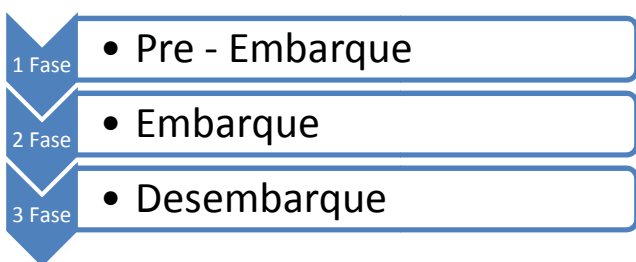 1 Fase
• Pre - Embarque
2 Fase
• Embarque
3 Fase
• Desembarque